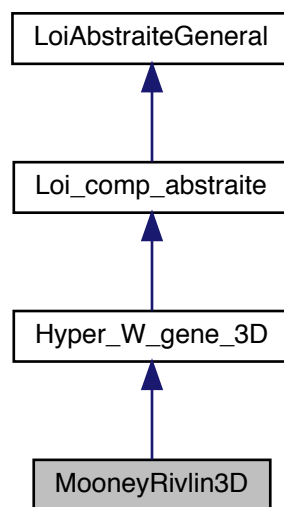 LoiAbstraiteGeneral
Loi_comp_abstraite
Hyper_W_gene_3D
MooneyRivlin3D